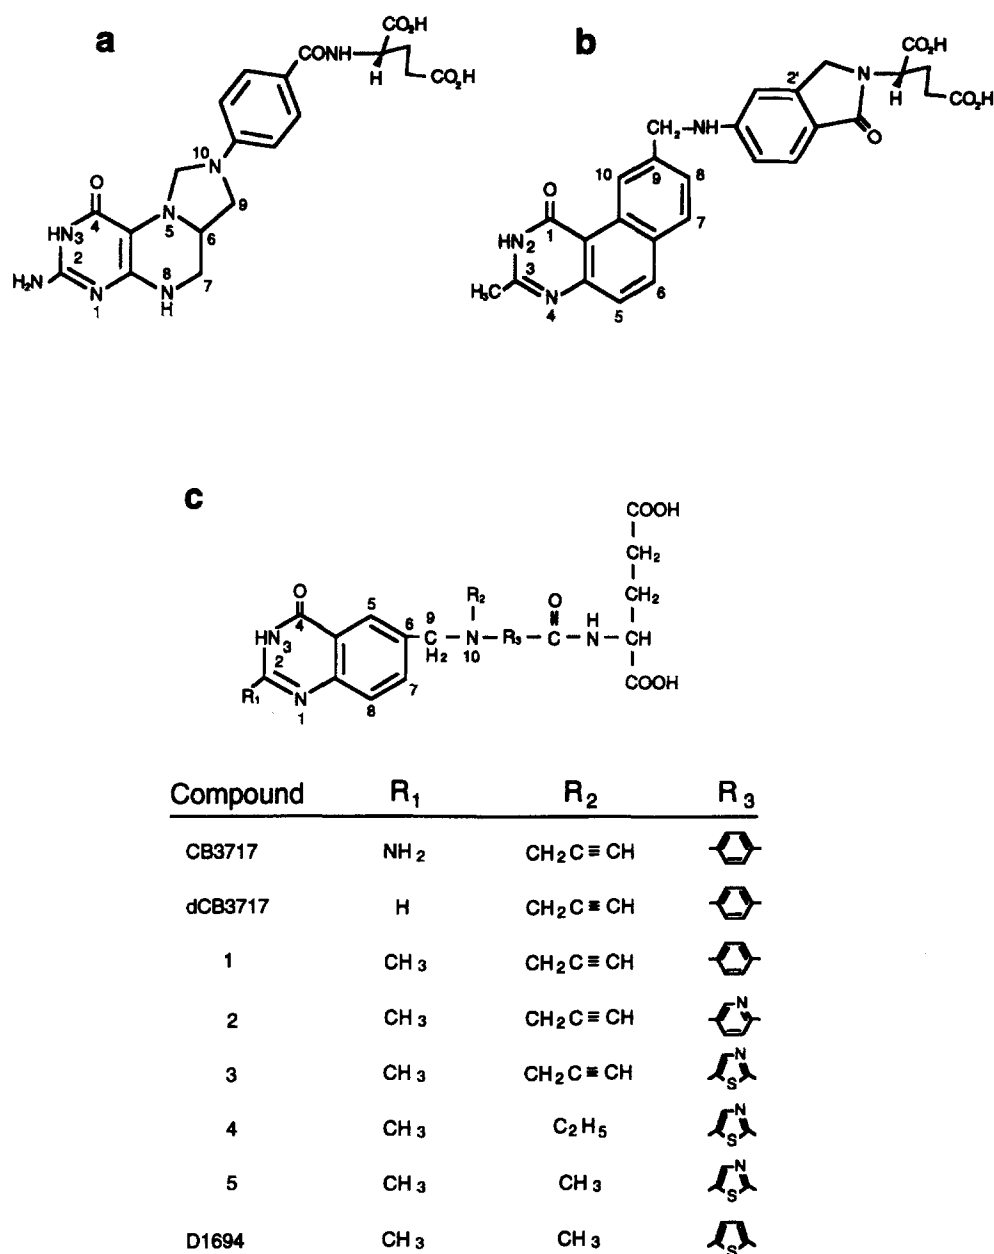 a
CO₂H
CONH
H
CO₂H
10
N
O
9
4
N
HN3
5
6
2
8
7
H₂N
N
N
1
H
b
CO₂H
2'
N
H
CO₂H
CH₂
NH
O
10
9
8
O
7
1
HN2
3
H₃C
N
6
4
5
c
COOH
CH₂
R₂
CH₂
O
5
O
H
4
6
9
HN3
C
N
R₃
C
N
CH
H₂
10
2
7
COOH
R₁
N
8
1
Compound R₁ R₂ R₃
CB3717 NH₂ CH₂C≡CH
dCB3717 H CH₂C≡CH
1 CH₃ CH₂C≡CH
2 CH₃ CH₂C≡CH N
3 CH₃ CH₂C≡CH N S
4 CH₃ C₂H₅ N S
5 CH₃ CH₃ N S
D1694 CH₃ CH₃ S